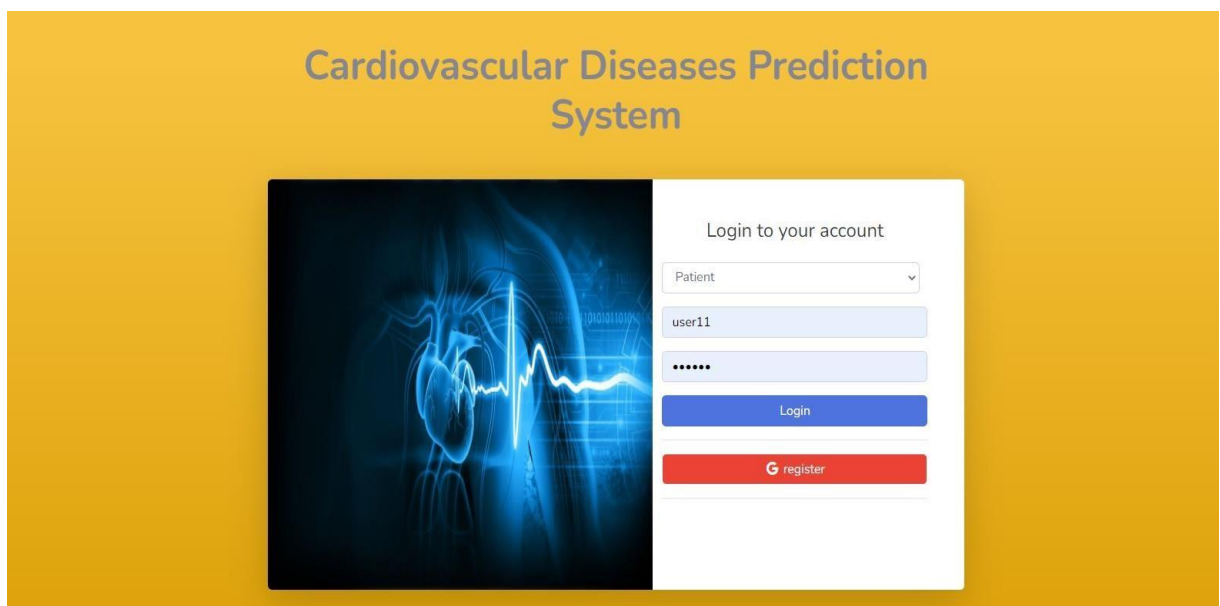 Cardiovascular Diseases Prediction
System
Login to your account
Patient
user11
••••••
Login
G register